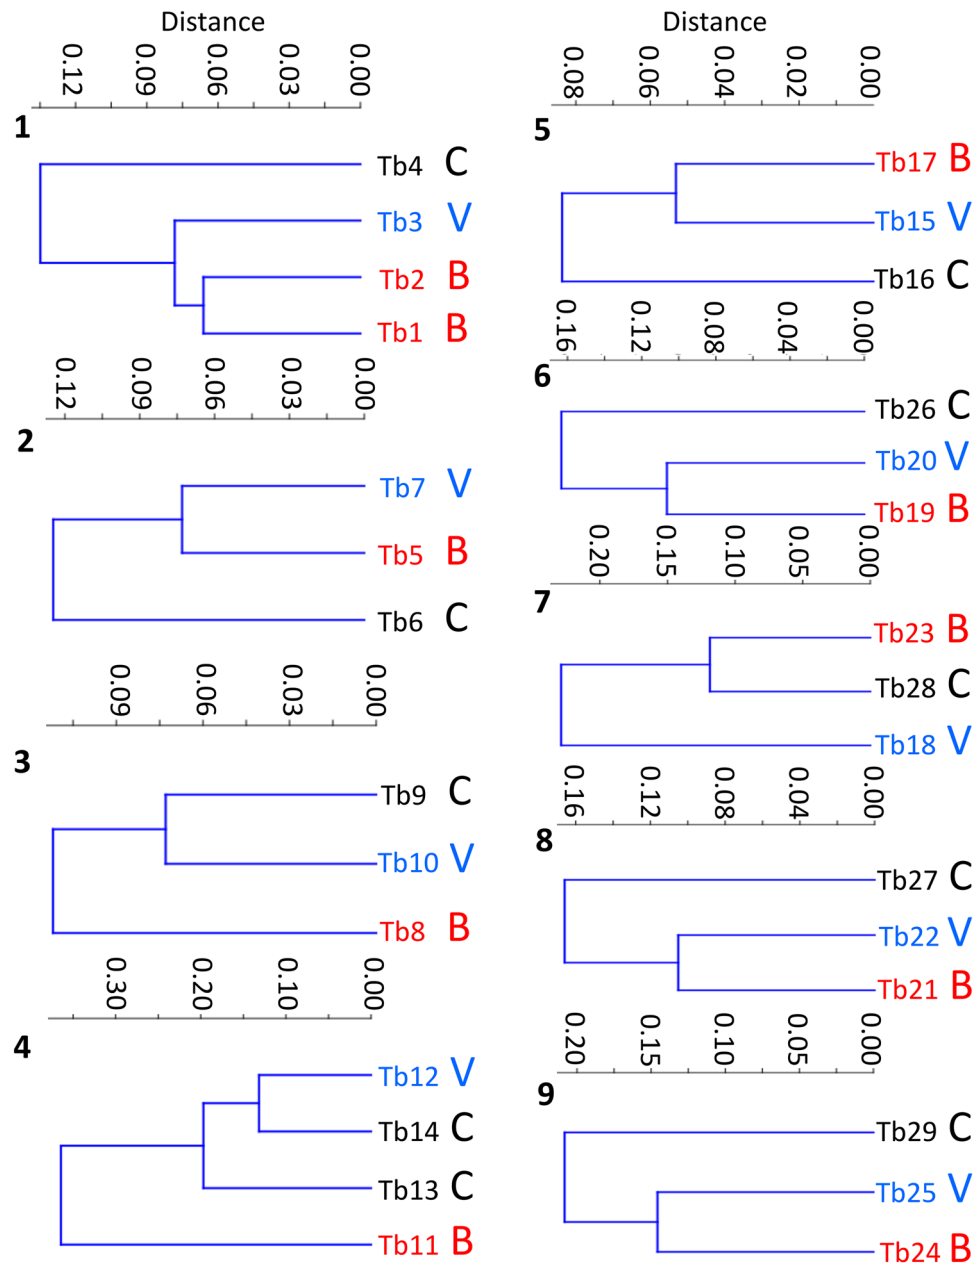 Distance
0.12 0.09 0.06 0.03 0.00
1
Tb4 C
Tb3 V
Tb2 B
Tb1 B
0.12 0.09 0.06 0.03 0.00
2
Tb7 V
Tb5 B
Tb6 C
0.09 0.06 0.03 0.00
3
Tb9 C
Tb10 V
Tb8 B
0.30 0.20 0.10 0.00
4
Tb12 V
Tb14 C
Tb13 C
Tb11 B
Distance
0.08 0.06 0.04 0.02 0.00
5
Tb17 B
Tb15 V
Tb16 C
0.16 0.12 0.08 0.04 0.00
6
Tb26 C
Tb20 V
Tb19 B
0.20 0.15 0.10 0.05 0.00
7
Tb23 B
Tb28 C
Tb18 V
0.16 0.12 0.08 0.04 0.00
8
Tb27 C
Tb22 V
Tb21 B
0.20 0.15 0.10 0.05 0.00
9
Tb29 C
Tb25 V
Tb24 B